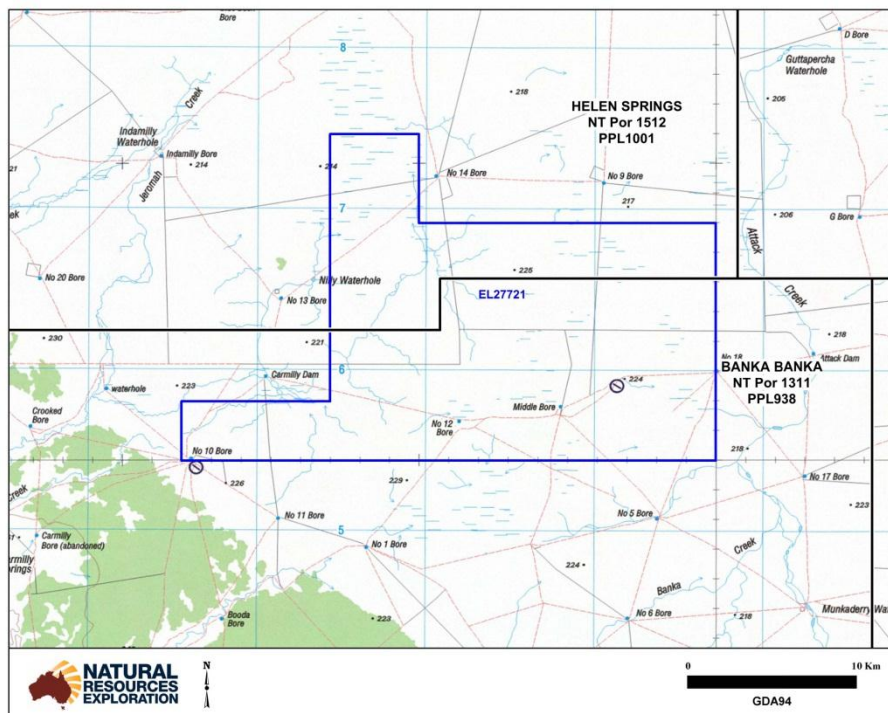 Bore
8
D Bore
Guttapercha
Waterhole
218
205
HELEN SPRINGS
NT Por 1512
PPL1001
Creek
Indamilly
Waterhole
Indamilly Bore
214
214
21
Jeromah
No 14 Bore
No 9 Bore
7
217
206
G Bore
Attack
No 20 Bore
Nilly Waterhole
225
No 13 Bore
EL27721
Creek
230
221
218
Attack Dam
No 18
6
Carmilly Dam
waterhole
223
224
BANKA BANKA
NT Por 1311
PPL938
Crooked
Bore
Middle Bore
No 12
Bore
218
No 10 Bore
226
229
No 17 Bore
223
Creek
No 11 Bore
5
No 5 Bore
Carmilly
Bore (abandoned)
No 1 Bore
Creek
224
Banka
Booda
Bore
223
No 6 Bore
218
Munkaderry Wa
NATURAL
RESOURCES
EXPLORATION
N
0 10 Km
GDA94